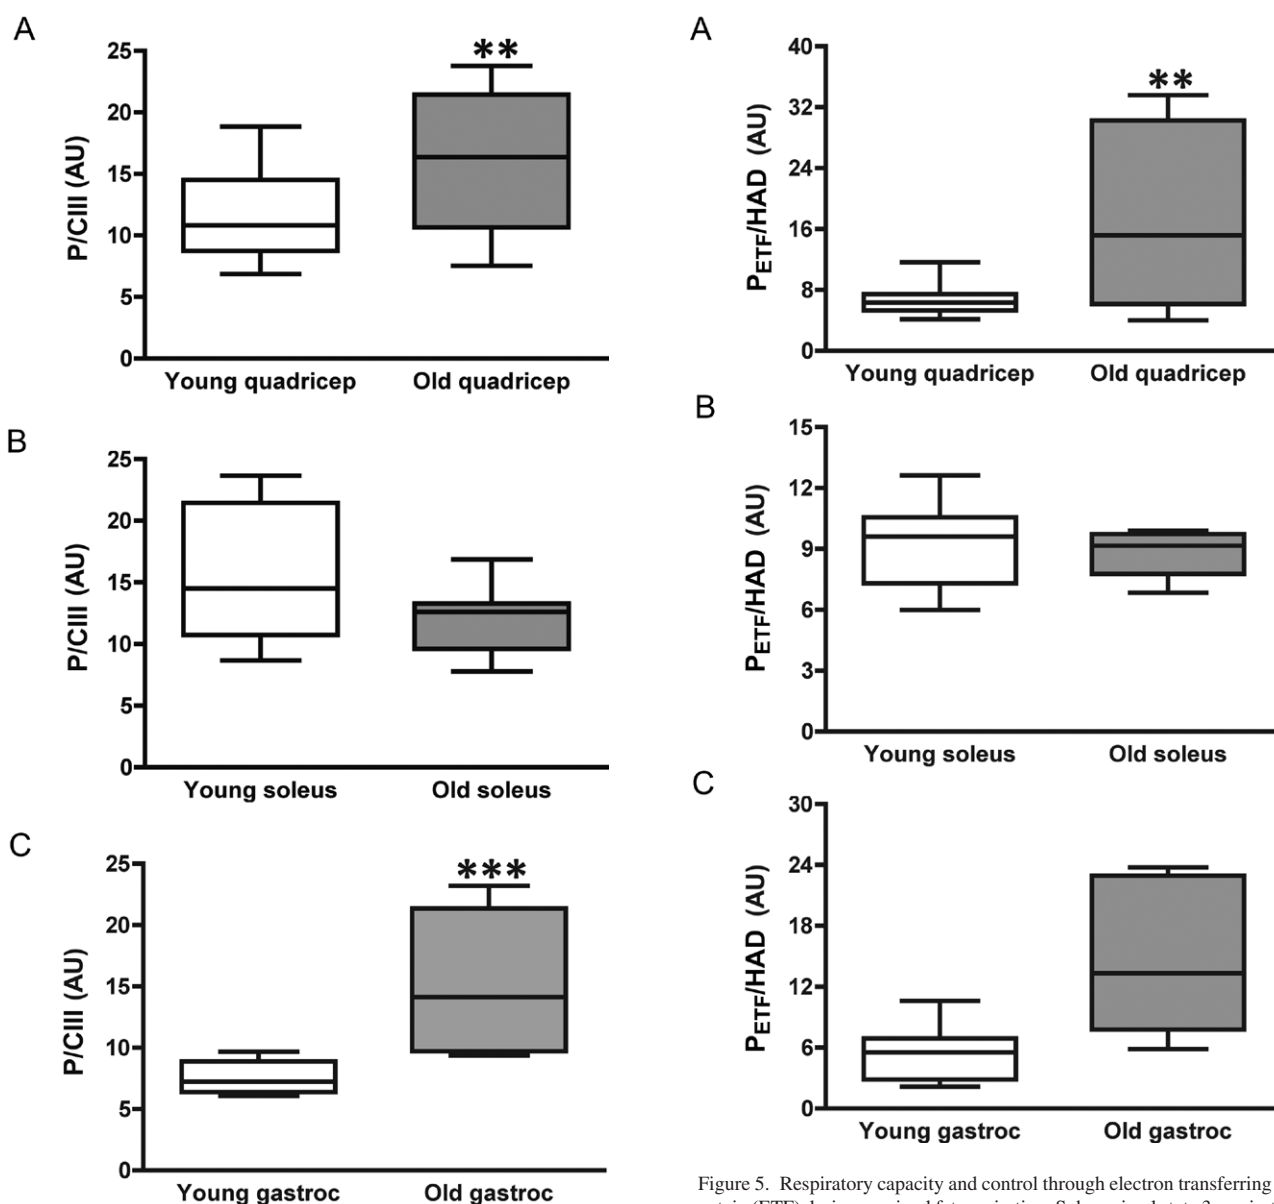 A
25
20
15
10
5
0
P/CIII (AU)
**
Young quadricep Old quadricep
B
25
20
15
10
5
0
P/CIII (AU)
Young soleus Old soleus
C
25
20
15
10
5
0
P/CIII (AU)
***
Young gastroc Old gastroc
A
40
32
24
16
8
0
PETF/HAD (AU)
**
Young quadricep Old quadricep
B
15
12
9
6
3
0
PETF/HAD (AU)
Young soleus Old soleus
C
30
24
18
12
6
0
PETF/HAD (AU)
Young gastroc Old gastroc
Figure 5. Respiratory capacity and control through electron transferring